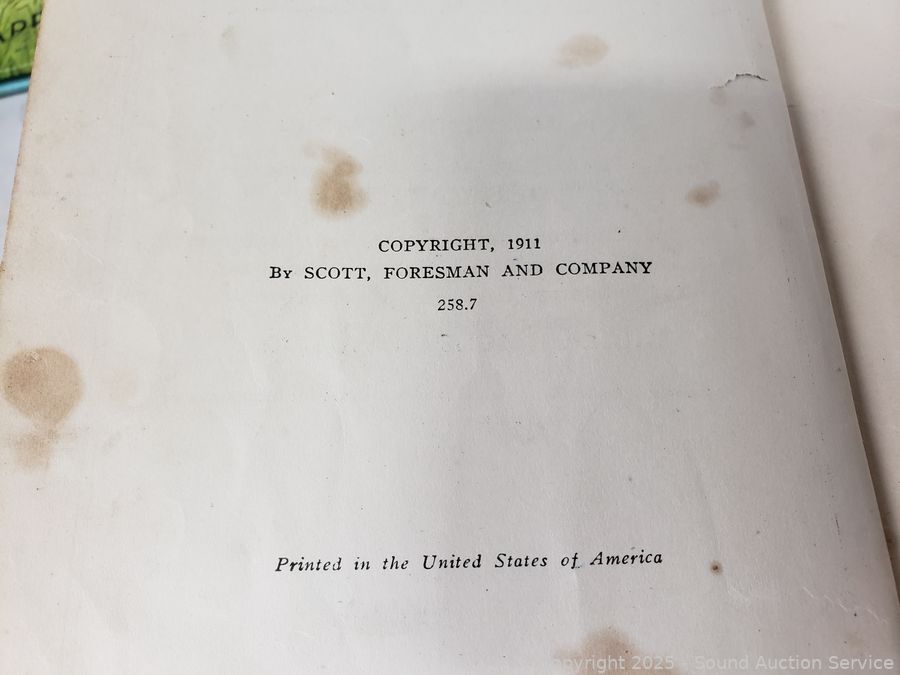 COPYRIGHT, 1911
By SCOTT, FORESMAN AND COMPANY
258.7
Printed in the United States of America
Copyright 2025 - Sound Auction Service